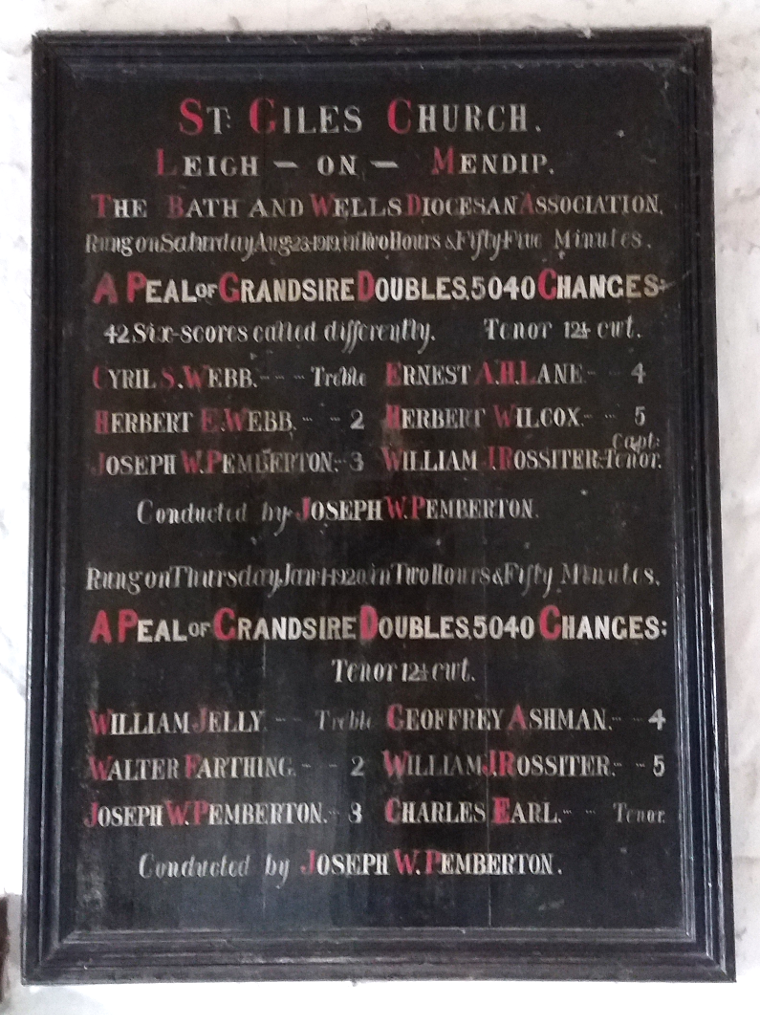 ST GILES CHURCH.
LEIGH - ON - MENDIP.
THE BATH AND WELLS DIOCESAN ASSOCIATION.
Rung on Saturday Aug 23 1919, in Two Hours & Fifty Five Minutes.
A PEAL OF GRANDSIRE DOUBLES, 5040 CHANGES:
42 Six-scores called differently. Tenor 12½ cwt.
CYRIL S. WEBB. - - - Treble ERNEST A.H. LANE - - 4
HERBERT E. WEBB. - - 2 HERBERT WILCOX. - - 5
JOSEPH W. PEMBERTON. - 3 WILLIAM J. ROSSITER. Capt: Tenor.
Conducted by JOSEPH W. PEMBERTON.
Rung on Thursday Jan 1 1920, in Two Hours & Fifty Minutes.
A PEAL OF GRANDSIRE DOUBLES, 5040 CHANGES:
Tenor 12½ cwt.
WILLIAM JELLY. - - Treble GEOFFREY ASHMAN. - - 4
WALTER FARTHING. - - 2 WILLIAM J. ROSSITER. - - 5
JOSEPH W. PEMBERTON. - 3 CHARLES EARL. - - Tenor.
Conducted by JOSEPH W. PEMBERTON.